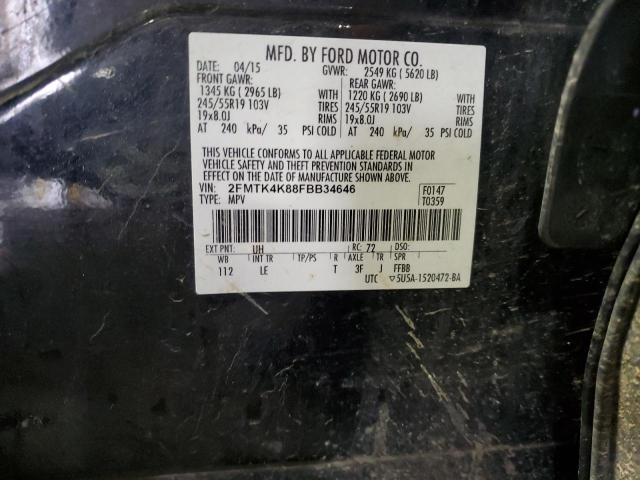 MFD. BY FORD MOTOR CO.
DATE: 04/15 GVWR: 2549 KG ( 5620 LB)
FRONT GAWR: REAR GAWR:
1345 KG ( 2965 LB) WITH 1220 KG ( 2690 LB) WITH
245/55R19 103V TIRES 245/55R19 103V TIRES
19x8.0J RIMS 19x8.0J RIMS
AT 240 kPa/ 35 PSI COLD AT 240 kPa/ 35 PSI COLD
THIS VEHICLE CONFORMS TO ALL APPLICABLE FEDERAL MOTOR
VEHICLE SAFETY AND THEFT PREVENTION STANDARDS IN
EFFECT ON THE DATE OF MANUFACTURE SHOWN ABOVE.
VIN: 2FMTK4K88FBB34646 F0147
TYPE: MPV T0359
EXT PNT: UH RC: 72 DSO:
WB INT TR TP/PS R AXLE TR SPR
112 LE T 3F J FFBB
UTC ▽5U5A-1520472-BA